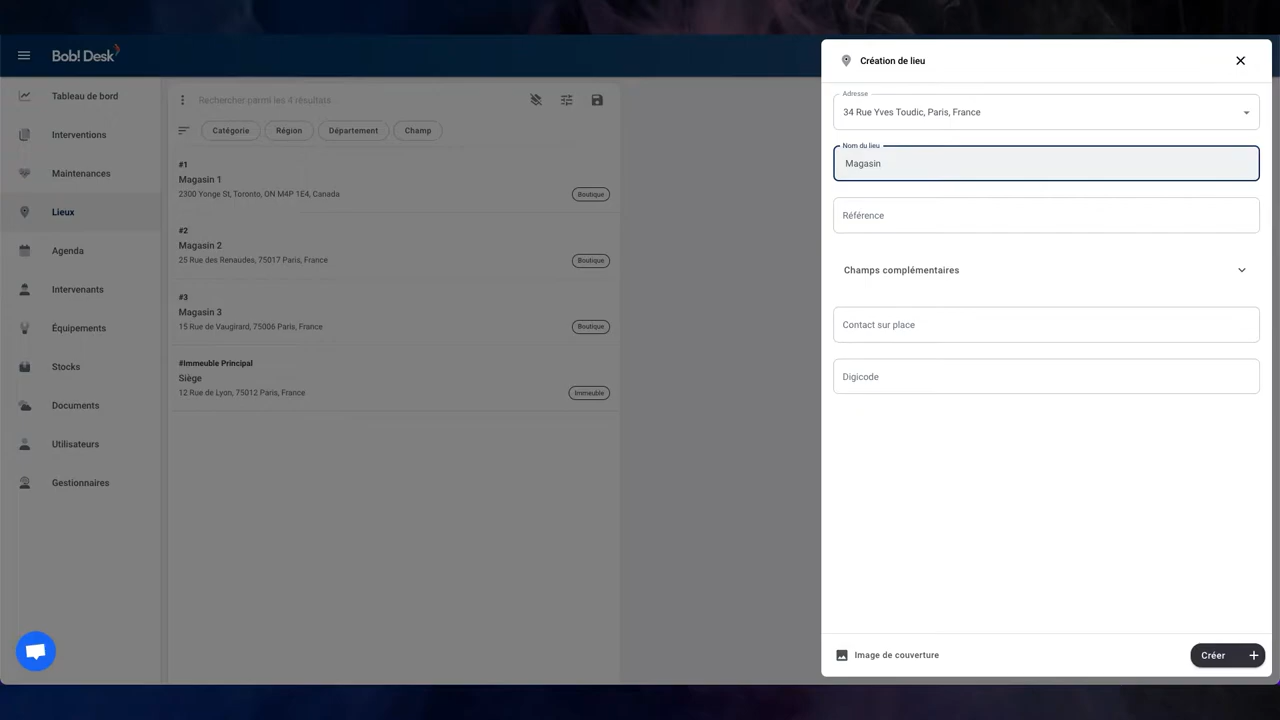 Bob! Desk
Tableau de bord
Interventions
Maintenances
Lieux
Agenda
Intervenants
Équipements
Stocks
Documents
Utilisateurs
Gestionnaires
Rechercher parmi les 4 résultats
Catégorie Région Département Champ
#1
Magasin 1
2300 Yonge St, Toronto, ON M4P 1E4, Canada
Boutique
#2
Magasin 2
25 Rue des Renaudes, 75017 Paris, France
Boutique
#3
Magasin 3
15 Rue de Vaugirard, 75006 Paris, France
Boutique
#Immeuble Principal
Siège
12 Rue de Lyon, 75012 Paris, France
Immeuble
Création de lieu
Adresse
34 Rue Yves Toudic, Paris, France
Nom du lieu
Magasin
Référence
Champs complémentaires
Contact sur place
Digicode
Image de couverture
Créer